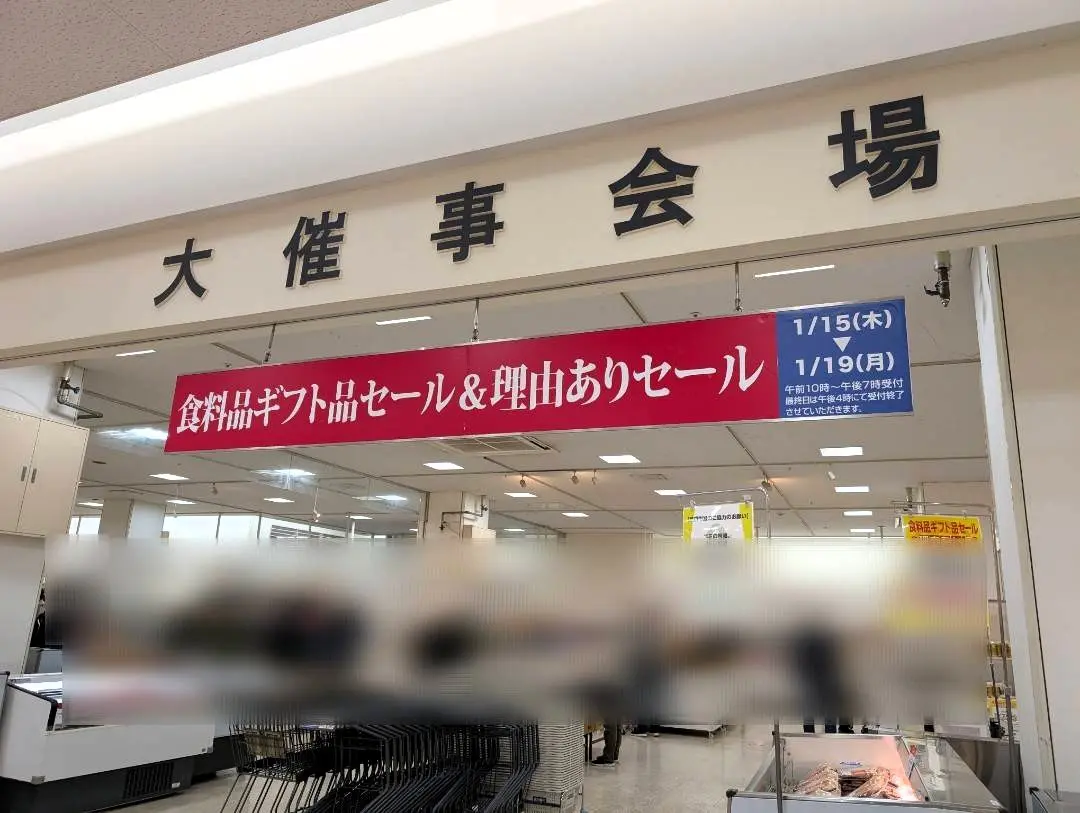 大催事会場
食料品ギフト品セール&理由ありセール
1/15(木)
▼
1/19(月)
午前10時〜午後7時受付
最終日は午後4時にて受付終了
させていただきます。
食料品ギフト品セール